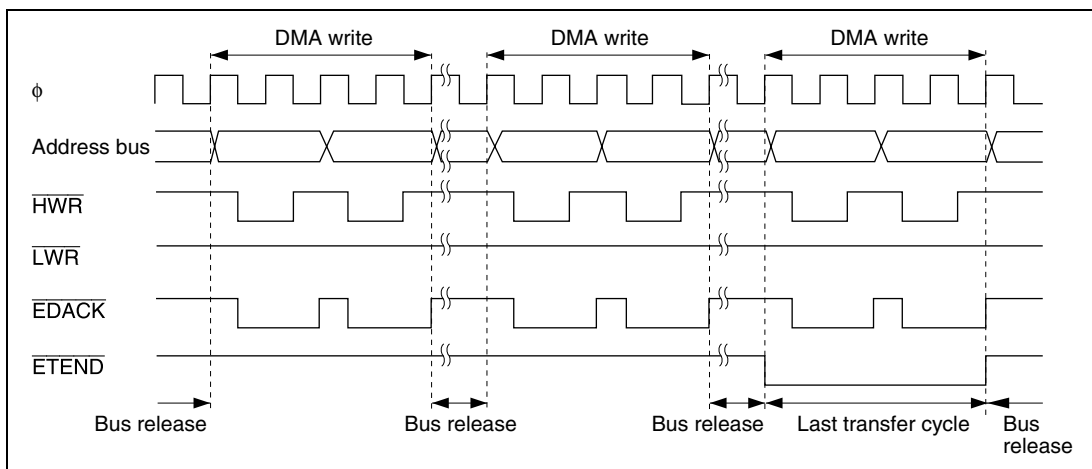 DMA write DMA write DMA write
φ
Address bus
HWR
LWR
EDACK
ETEND
Bus release Bus release Bus release Last transfer cycle Bus
release